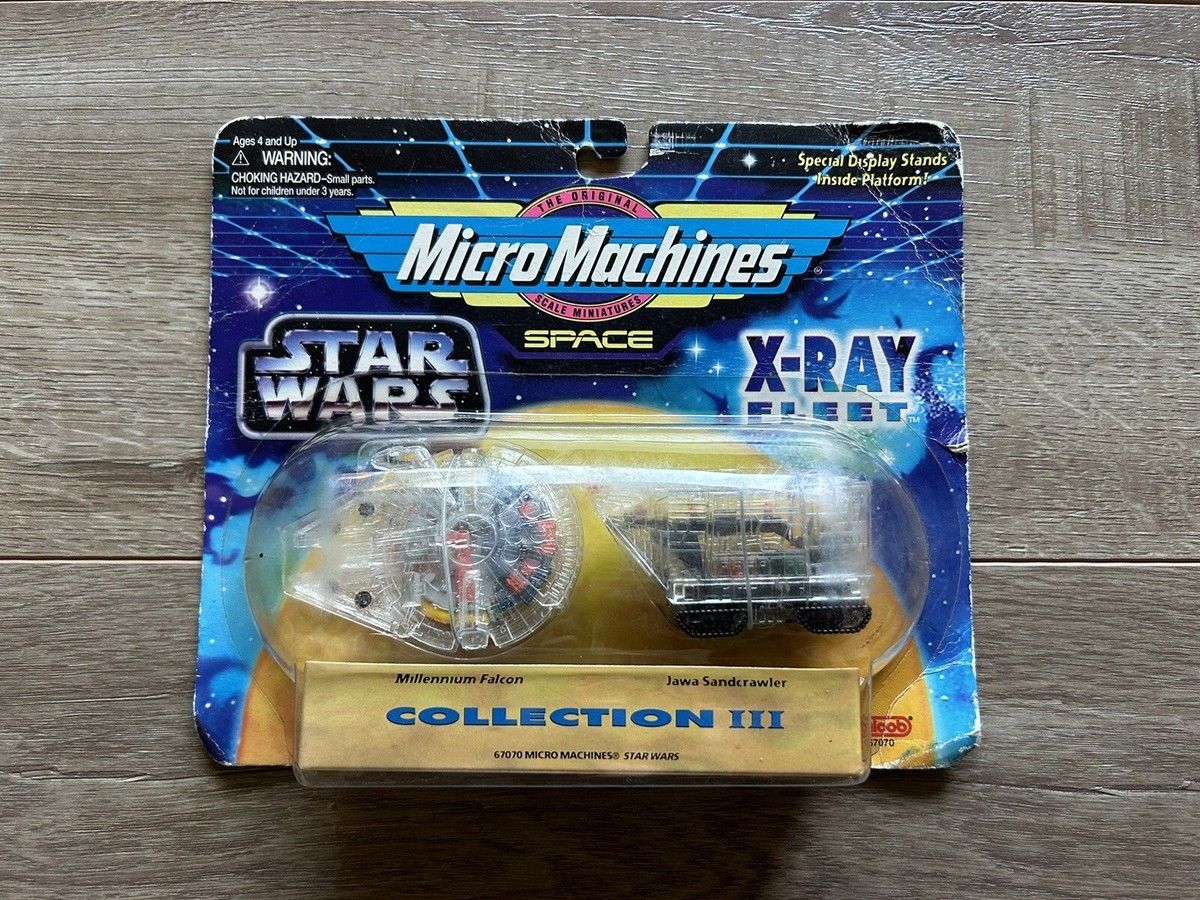 Ages 4 and Up
WARNING:
CHOKING HAZARD–Small parts.
Not for children under 3 years.
Special Display Stands
Inside Platform!
THE ORIGINAL
Micro Machines®
SCALE MINIATURES
SPACE
STAR
WARS
X-RAY
FLEET™
Millennium Falcon
Jawa Sandcrawler
COLLECTION III
67070 MICRO MACHINES® STAR WARS
67070